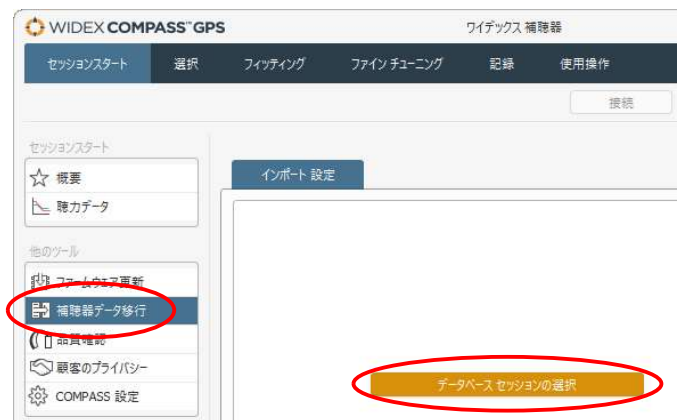 WIDEX COMPASS™ GPS
ワイデックス 補聴器
セッションスタート 選択 フィッティング ファイン チューニング 記録 使用操作
接続
セッションスタート
概要
聴力データ
インポート 設定
他のツール
ファームウェア更新
補聴器データ移行
品質確認
顧客のプライバシー
COMPASS 設定
データベース セッションの選択